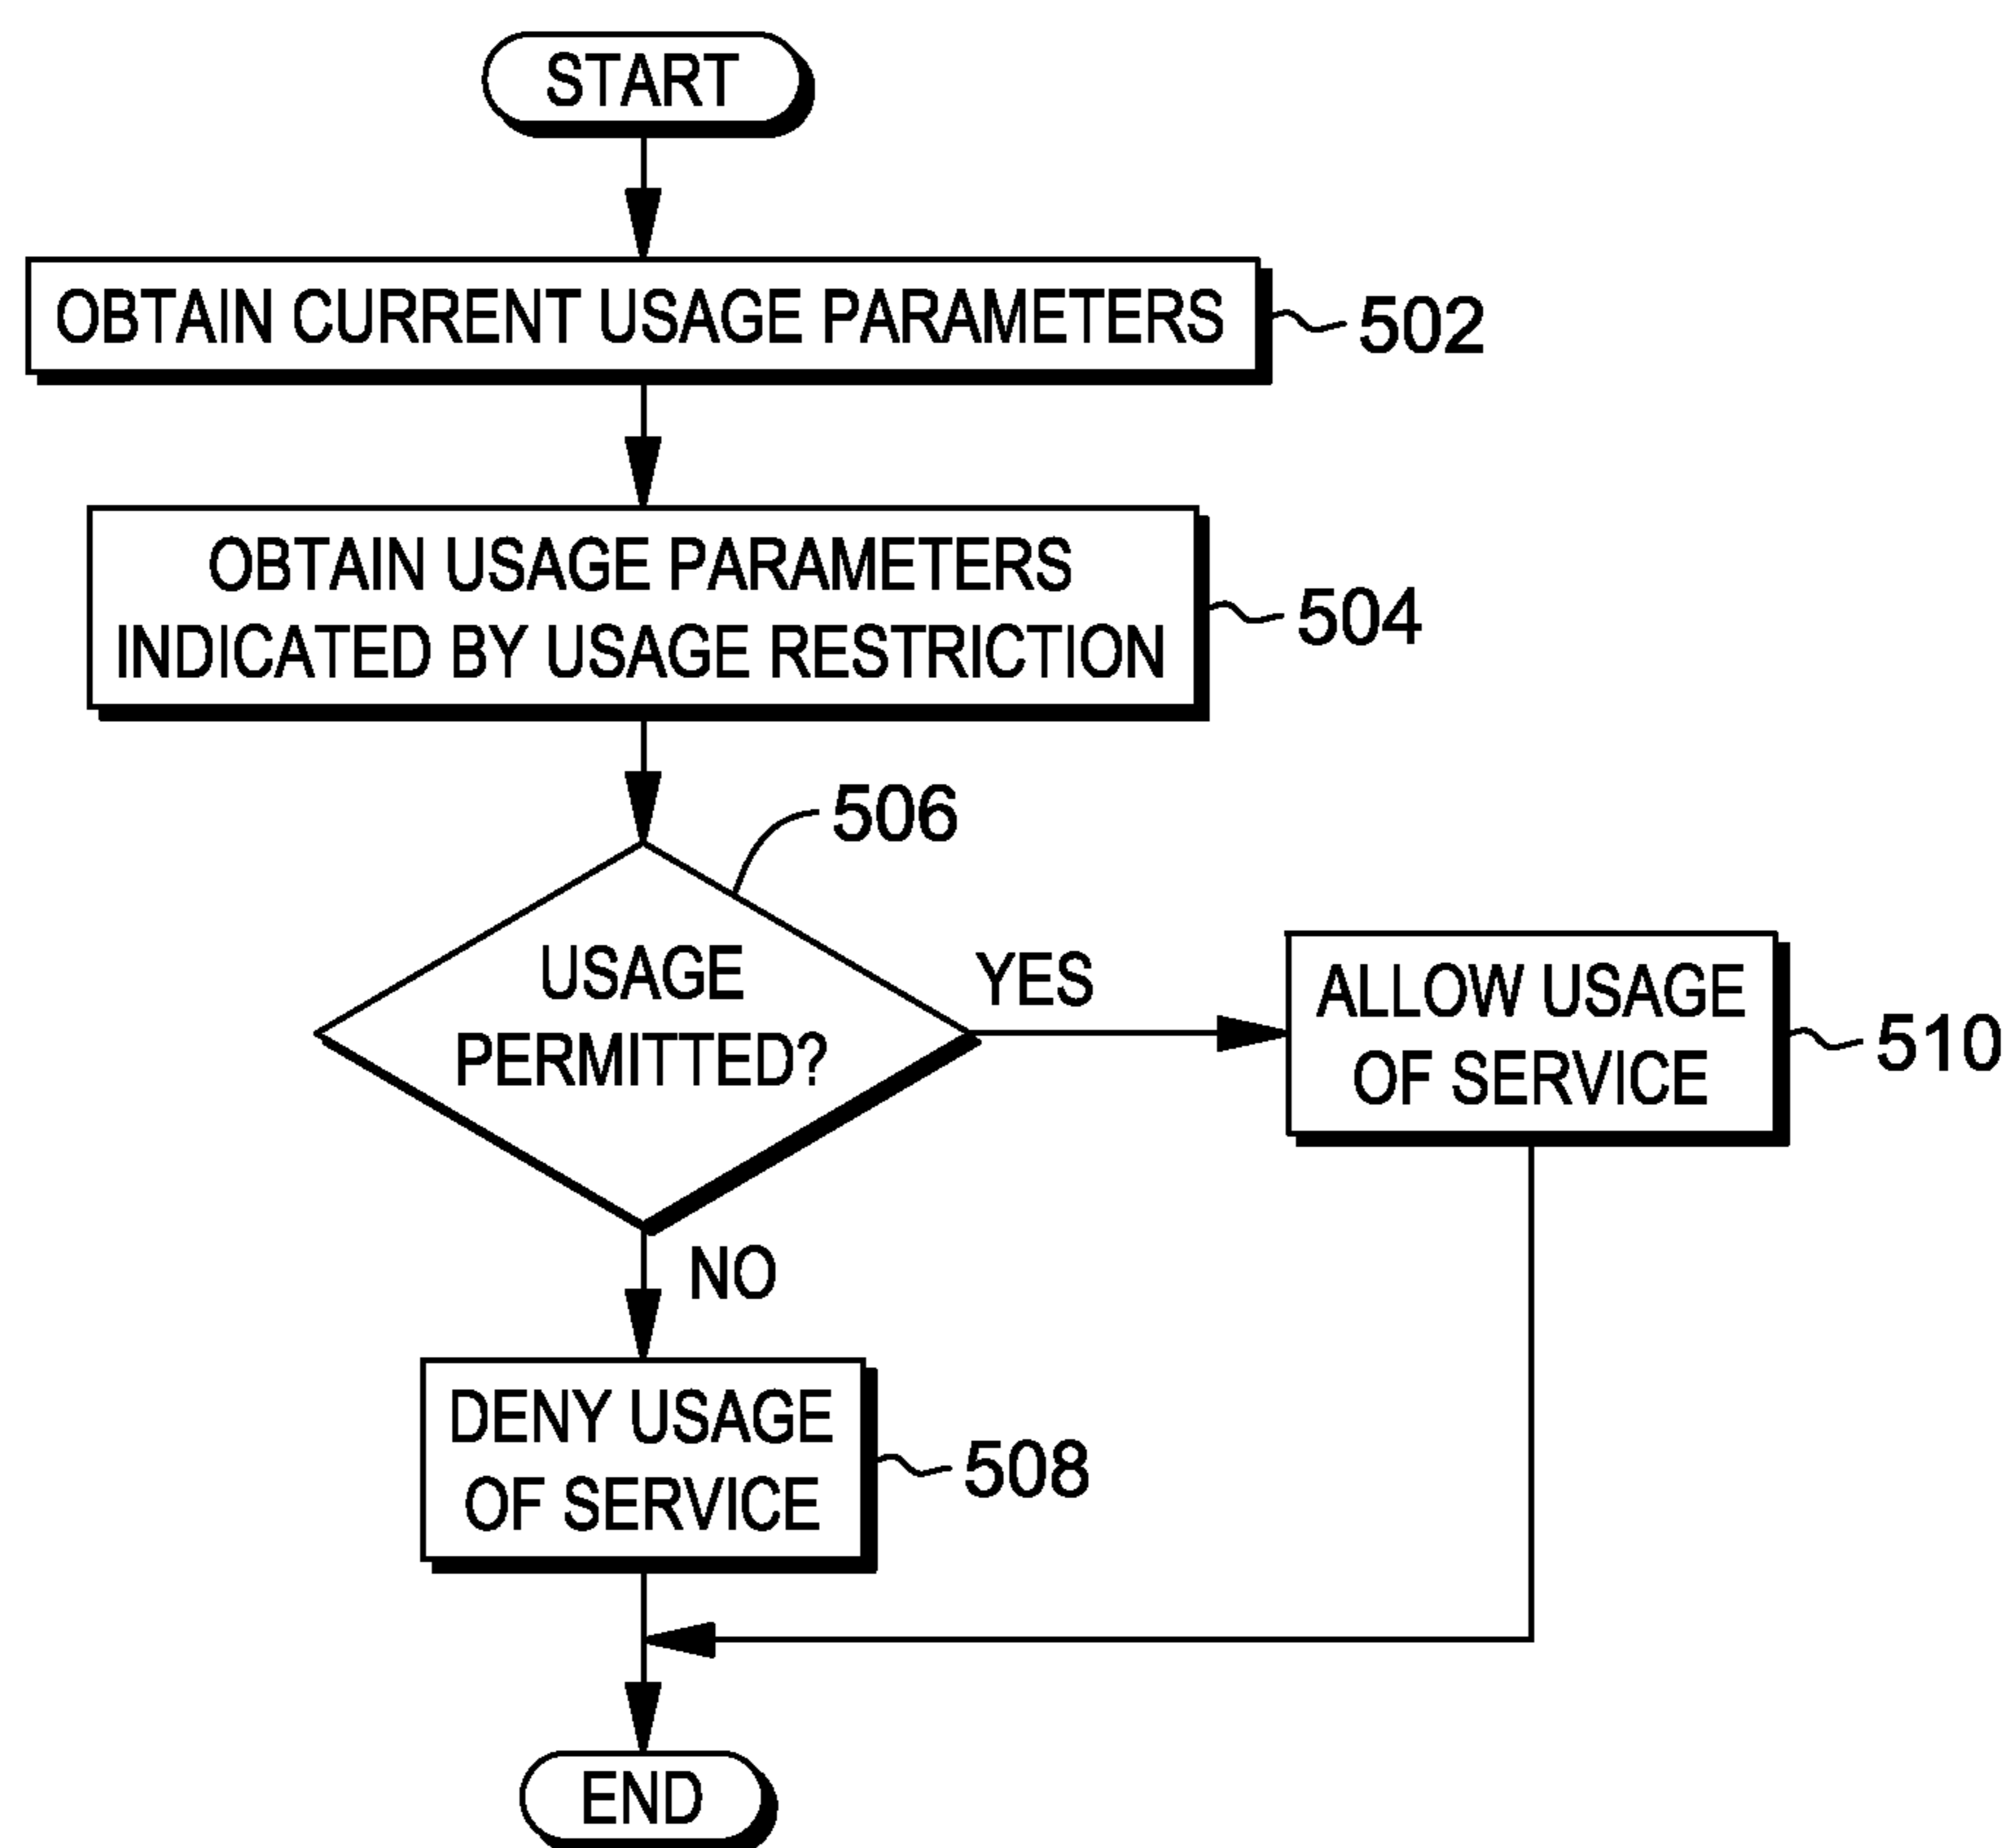 START
OBTAIN CURRENT USAGE PARAMETERS
502
OBTAIN USAGE PARAMETERS
INDICATED BY USAGE RESTRICTION
504
506
USAGE
PERMITTED?
YES
ALLOW USAGE
OF SERVICE
510
NO
DENY USAGE
OF SERVICE
508
END